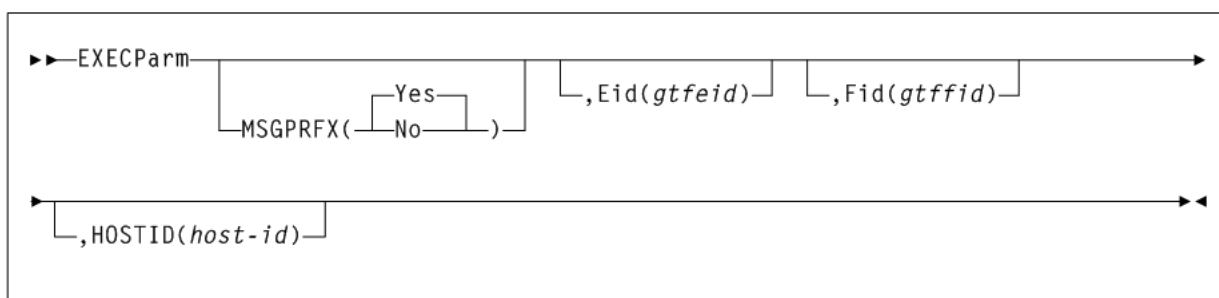 EXECParm
Yes
MSGPRFX( No )
,Eid(gtfeid)
,Fid(gtffid)
,HOSTID(host-id)